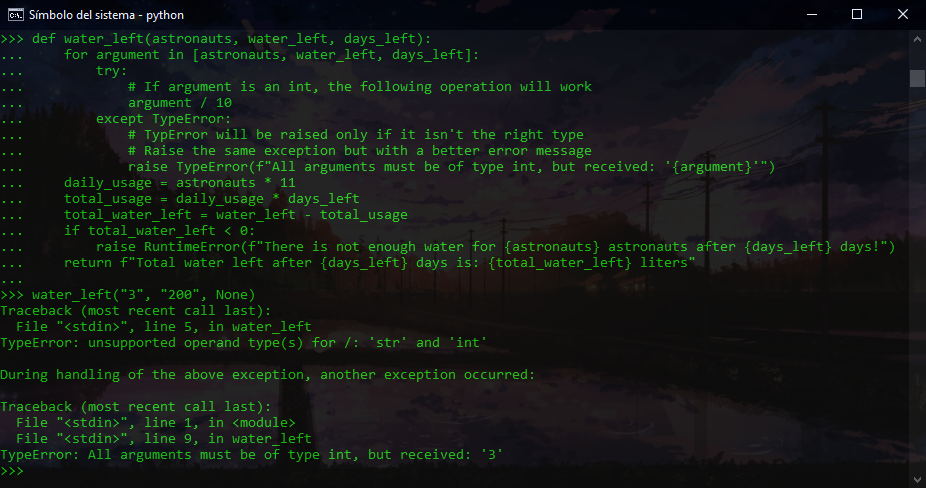 Símbolo del sistema - python
>>> def water_left(astronauts, water_left, days_left):
...     for argument in [astronauts, water_left, days_left]:
...         try:
...             # If argument is an int, the following operation will work
...             argument / 10
...         except TypeError:
...             # TypError will be raised only if it isn't the right type
...             # Raise the same exception but with a better error message
...             raise TypeError(f"All arguments must be of type int, but received: '{argument}'")
...     daily_usage = astronauts * 11
...     total_usage = daily_usage * days_left
...     total_water_left = water_left - total_usage
...     if total_water_left < 0:
...         raise RuntimeError(f"There is not enough water for {astronauts} astronauts after {days_left} days!")
...     return f"Total water left after {days_left} days is: {total_water_left} liters"
...
>>> water_left("3", "200", None)
Traceback (most recent call last):
  File "<stdin>", line 5, in water_left
TypeError: unsupported operand type(s) for /: 'str' and 'int'

During handling of the above exception, another exception occurred:

Traceback (most recent call last):
  File "<stdin>", line 1, in <module>
  File "<stdin>", line 9, in water_left
TypeError: All arguments must be of type int, but received: '3'
>>>